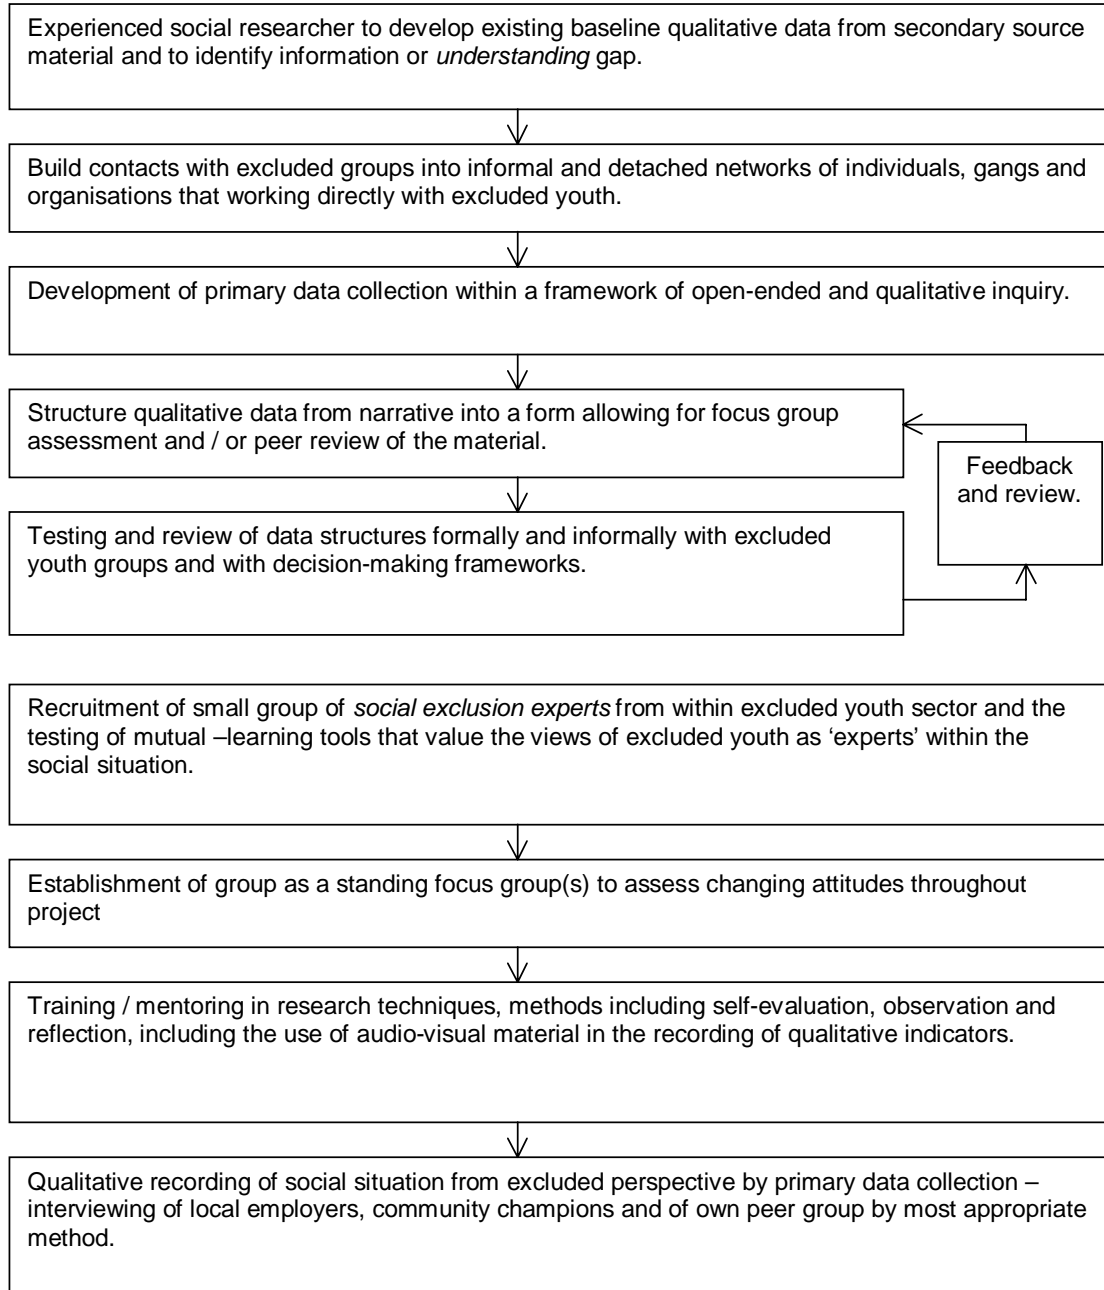 Experienced social researcher to develop existing baseline qualitative data from secondary source
material and to identify information or understanding gap.
Build contacts with excluded groups into informal and detached networks of individuals, gangs and
organisations that working directly with excluded youth.
Development of primary data collection within a framework of open-ended and qualitative inquiry.
Structure qualitative data from narrative into a form allowing for focus group
assessment and / or peer review of the material.
Feedback
and review.
Testing and review of data structures formally and informally with excluded
youth groups and with decision-making frameworks.
Recruitment of small group of social exclusion experts from within excluded youth sector and the
testing of mutual –learning tools that value the views of excluded youth as ‘experts’ within the
social situation.
Establishment of group as a standing focus group(s) to assess changing attitudes throughout
project
Training / mentoring in research techniques, methods including self-evaluation, observation and
reflection, including the use of audio-visual material in the recording of qualitative indicators.
Qualitative recording of social situation from excluded perspective by primary data collection –
interviewing of local employers, community champions and of own peer group by most appropriate
method.